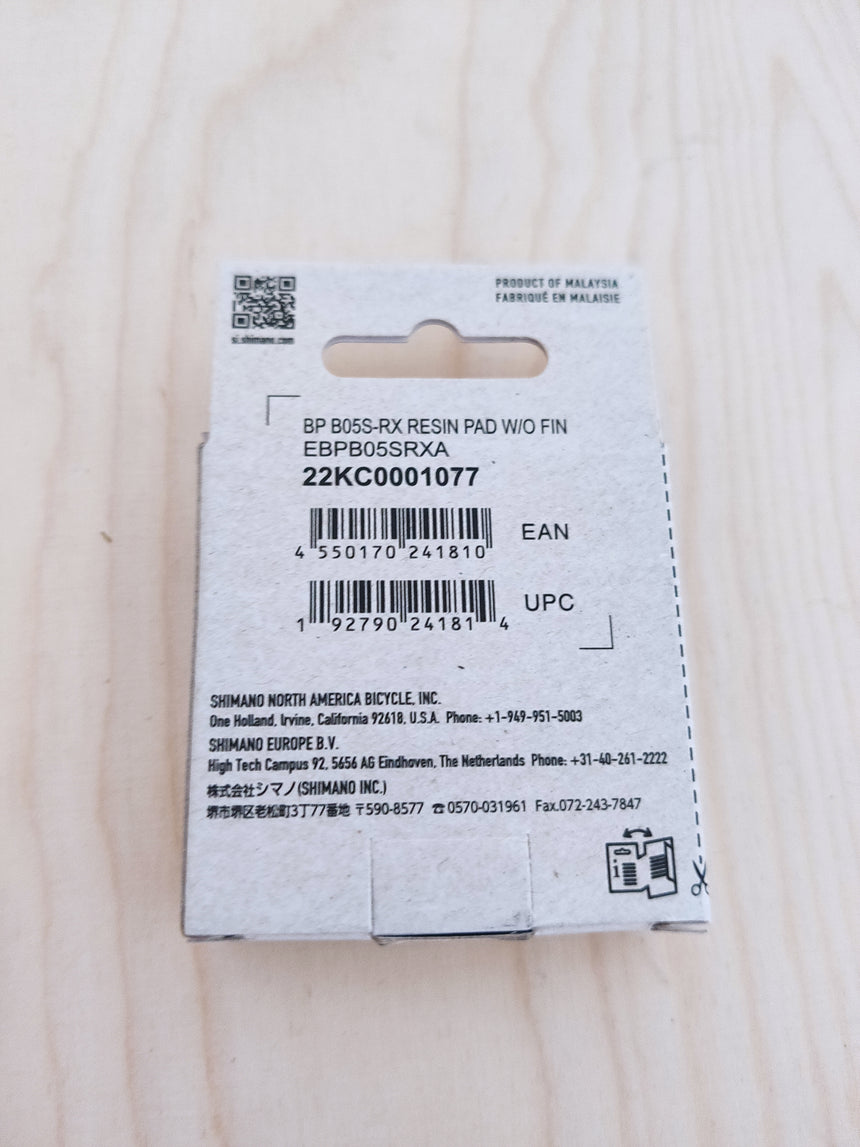 PRODUCT OF MALAYSIA
FABRIQUÉ EN MALAISIE
si.shimano.com
BP B05S-RX RESIN PAD W/O FIN
EBPB05SRXA
22KC0001077
4 550170 241810 EAN
1 92790 24181 4 UPC
SHIMANO NORTH AMERICA BICYCLE, INC.
One Holland, Irvine, California 92618, U.S.A. Phone: +1-949-951-5003
SHIMANO EUROPE B.V.
High Tech Campus 92, 5656 AG Eindhoven, The Netherlands Phone: +31-40-261-2222
株式会社シマノ(SHIMANO INC.)
堺市堺区老松町3丁77番地 〒590-8577 ☎0570-031961 Fax.072-243-7847
i